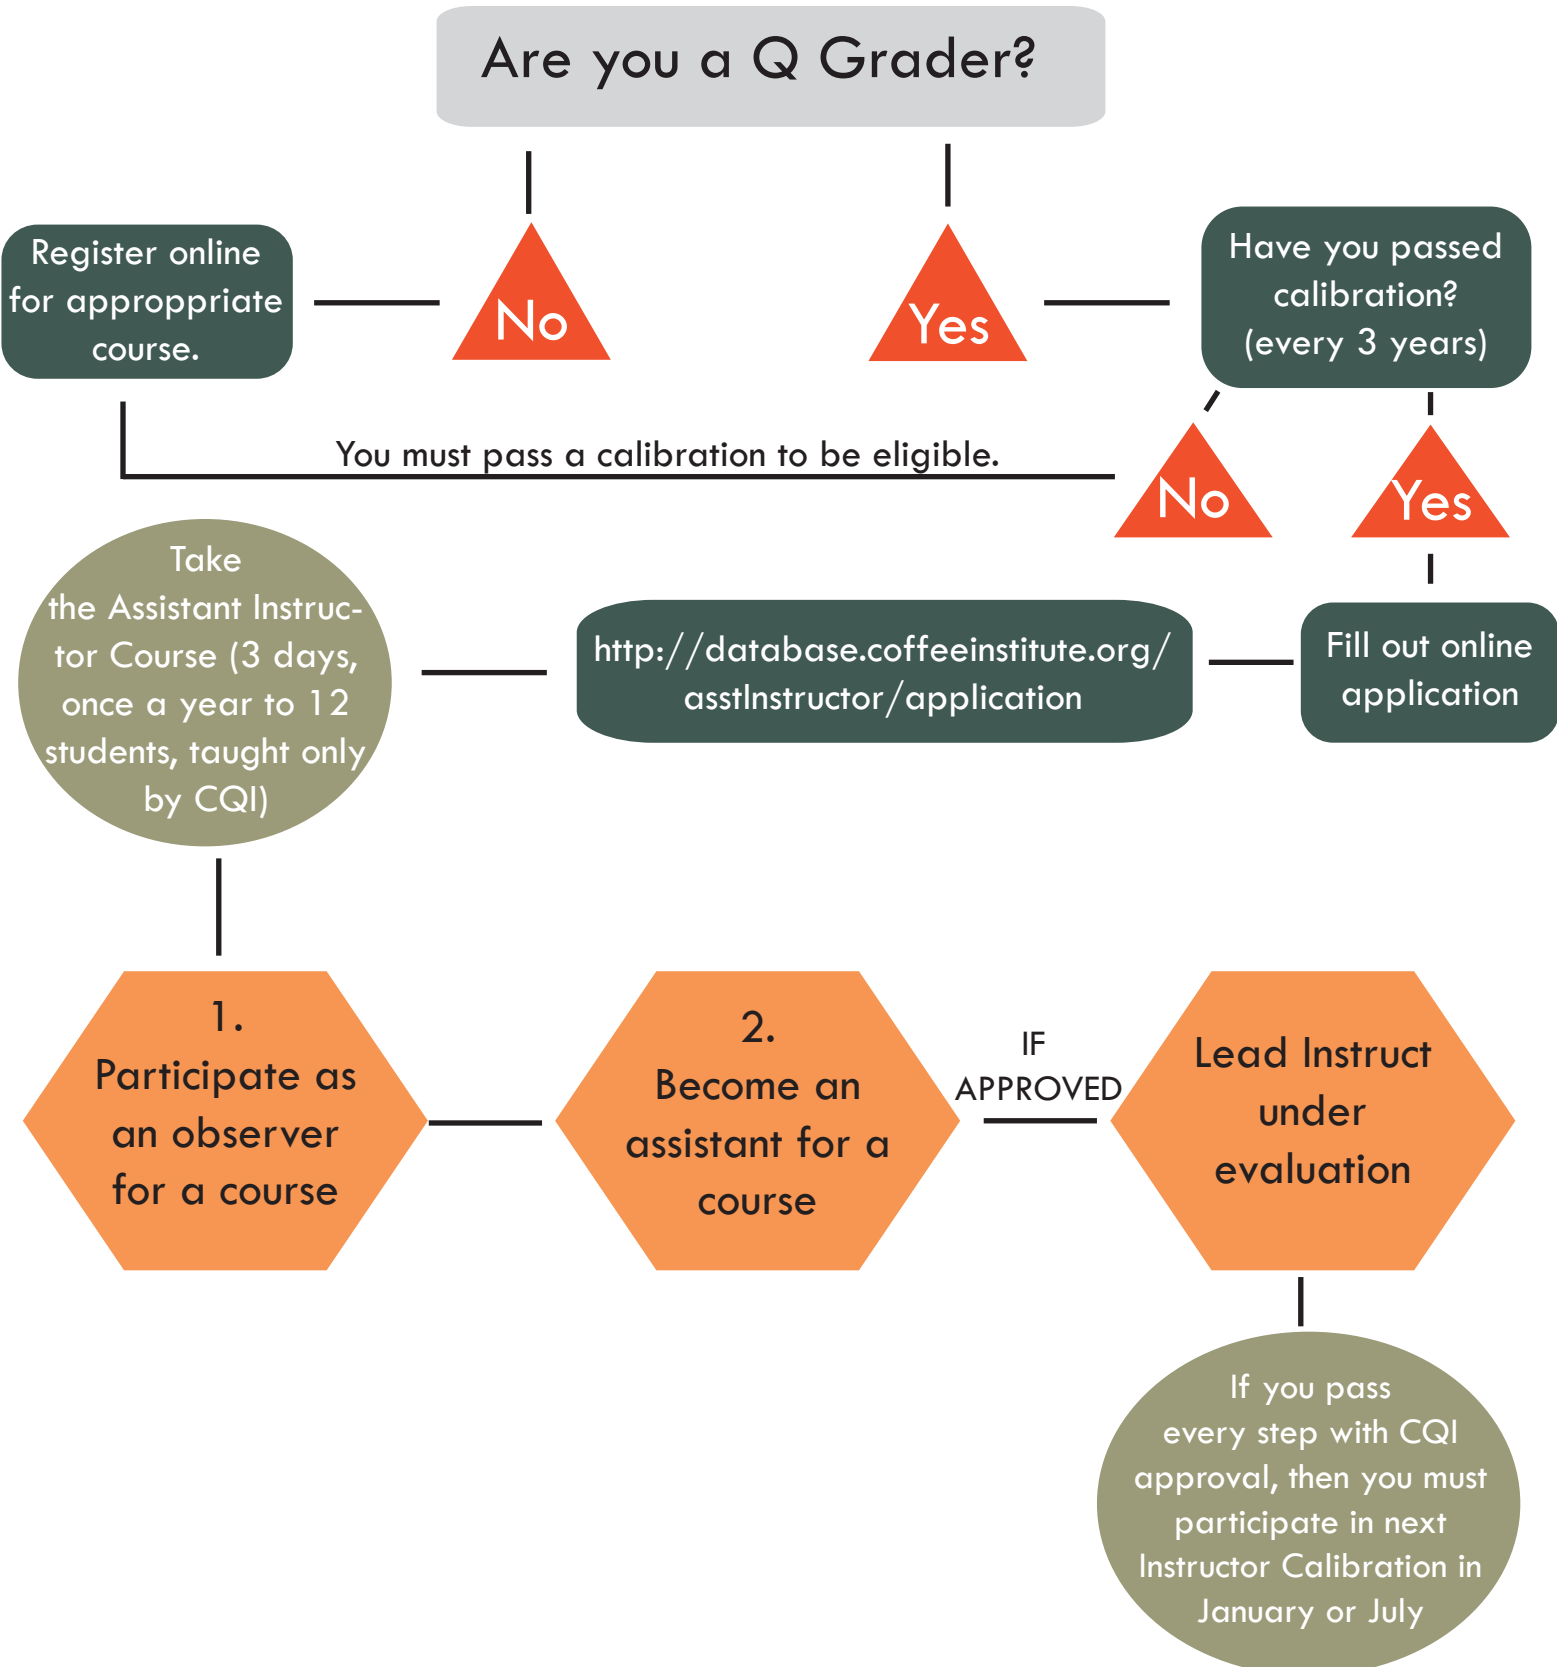 Are you a Q Grader?
Register online
for approppriate
course.
No
Yes
Have you passed
calibration?
(every 3 years)
You must pass a calibration to be eligible.
No
Yes
Take
the Assistant Instruc-
tor Course (3 days,
once a year to 12
students, taught only
by CQI)
http://database.coffeeinstitute.org/
asstInstructor/application
Fill out online
application
1.
Participate as
an observer
for a course
2.
Become an
assistant for a
course
IF
APPROVED
Lead Instruct
under
evaluation
If you pass
every step with CQI
approval, then you must
participate in next
Instructor Calibration in
January or July